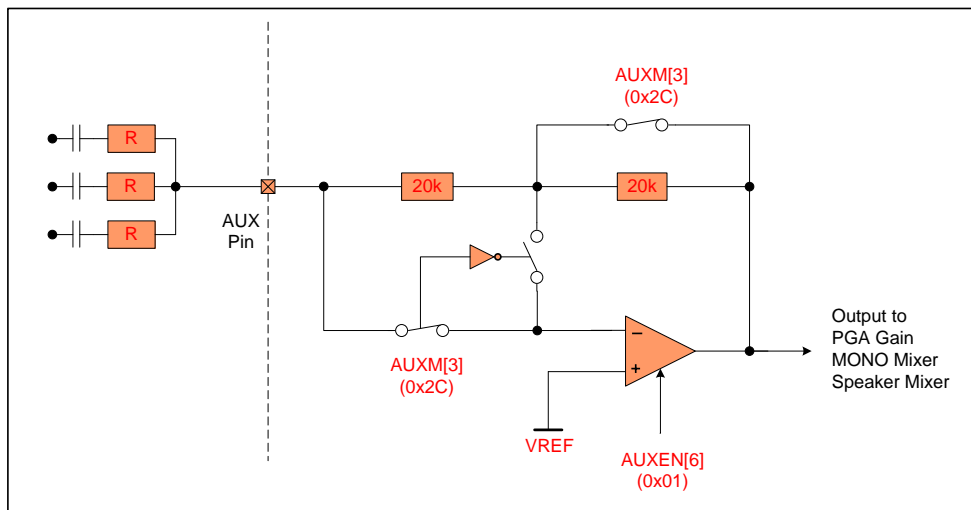 AUXM[3]
(0x2C)
R
R
R
20k
20k
AUX
Pin
AUXM[3]
(0x2C)
−
+
VREF
AUXEN[6]
(0x01)
Output to
PGA Gain
MONO Mixer
Speaker Mixer